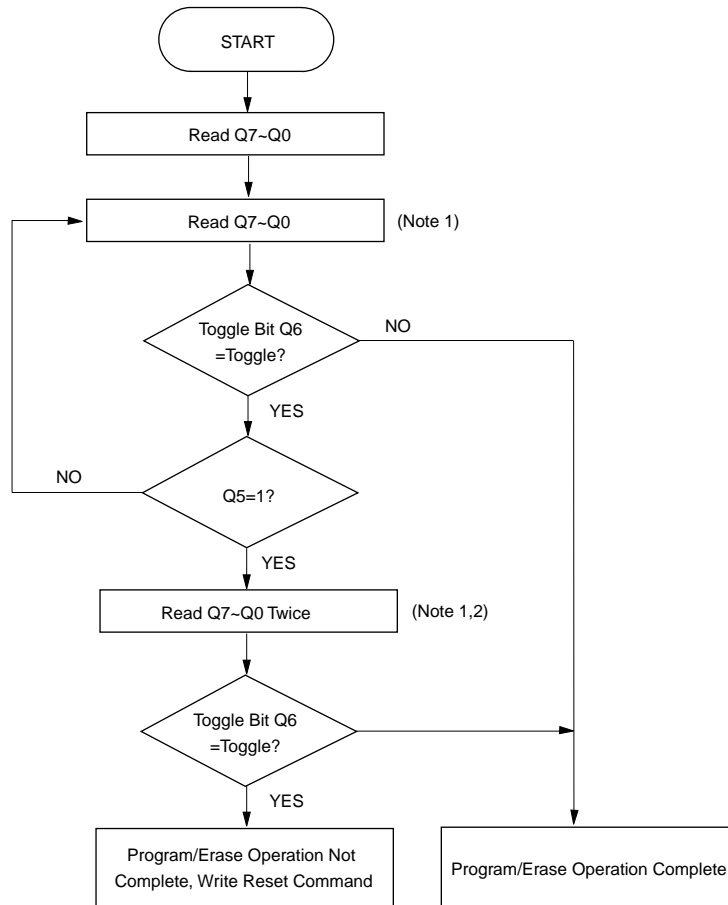 START
Read Q7~Q0
Read Q7~Q0
(Note 1)
Toggle Bit Q6
=Toggle?
NO
YES
NO
Q5=1?
YES
Read Q7~Q0 Twice
(Note 1,2)
Toggle Bit Q6
=Toggle?
YES
Program/Erase Operation Not
Complete, Write Reset Command
Program/Erase Operation Complete